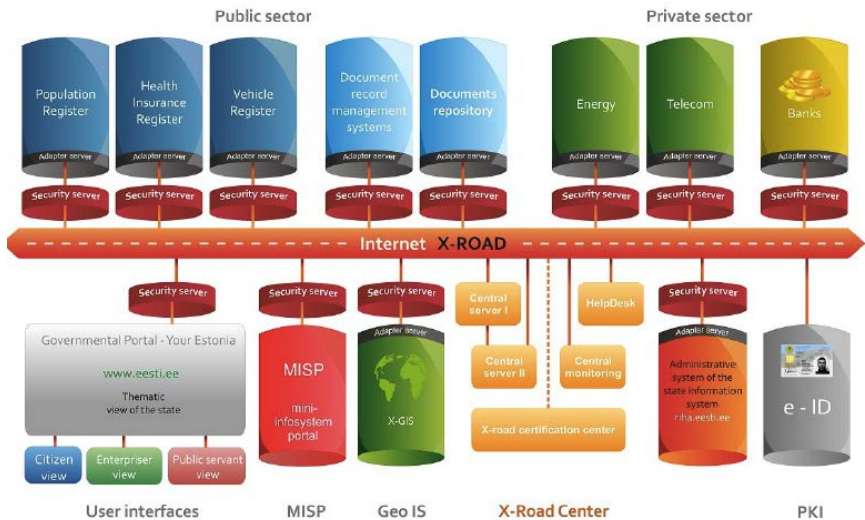 Public sector
Private sector
Population
Register
Health
Insurance
Register
Vehicle
Register
Document
record
management
systems
Documents
repository
Energy
Telecom
Banks
Adapter server
Adapter server
Adapter server
Adapter server
Adapter server
Adapter server
Adapter server
Adapter server
Security server
Security server
Security server
Security server
Security server
Security server
Security server
Security server
Internet X-ROAD
Security server
Security server
Security server
Central
server I
HelpDesk
Security server
Governmental Portal - Your Estonia
www.eesti.ee
Thematic
view of the state
MISP
mini-
infosystem
portal
Adapter server
X-GIS
Central
server II
Central
monitoring
X-road certification center
Adapter server
Administrative
system of the
state information
system
riha.eesti.ee
e - ID
Citizen
view
Enterpriser
view
Public servant
view
User interfaces
MISP
Geo IS
X-Road Center
PKI